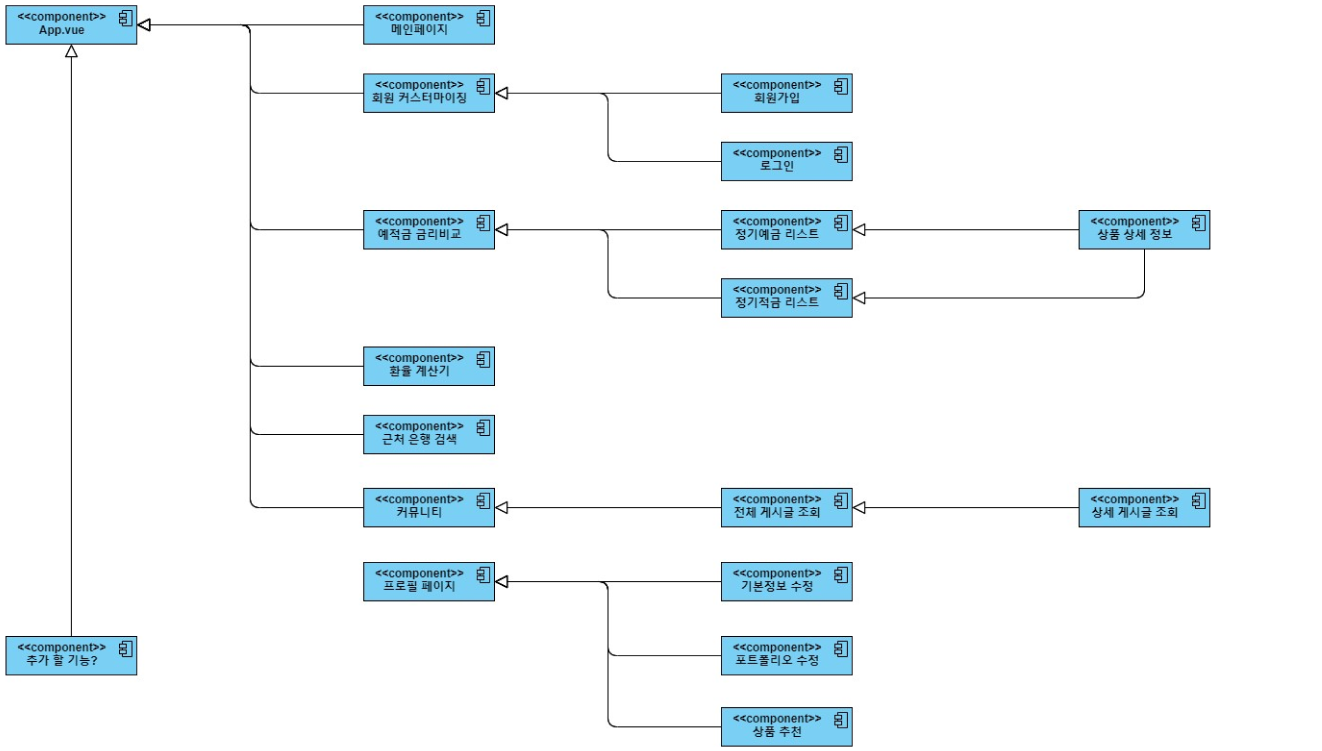 <<component>>
App.vue
<<component>>
메인페이지
<<component>>
회원 커스터마이징
<<component>>
회원가입
<<component>>
로그인
<<component>>
예적금 금리비교
<<component>>
정기예금 리스트
<<component>>
상품 상세 정보
<<component>>
정기적금 리스트
<<component>>
환율 계산기
<<component>>
근처 은행 검색
<<component>>
커뮤니티
<<component>>
전체 게시글 조회
<<component>>
상세 게시글 조회
<<component>>
프로필 페이지
<<component>>
기본정보 수정
<<component>>
추가 할 기능?
<<component>>
포트폴리오 수정
<<component>>
상품 추천